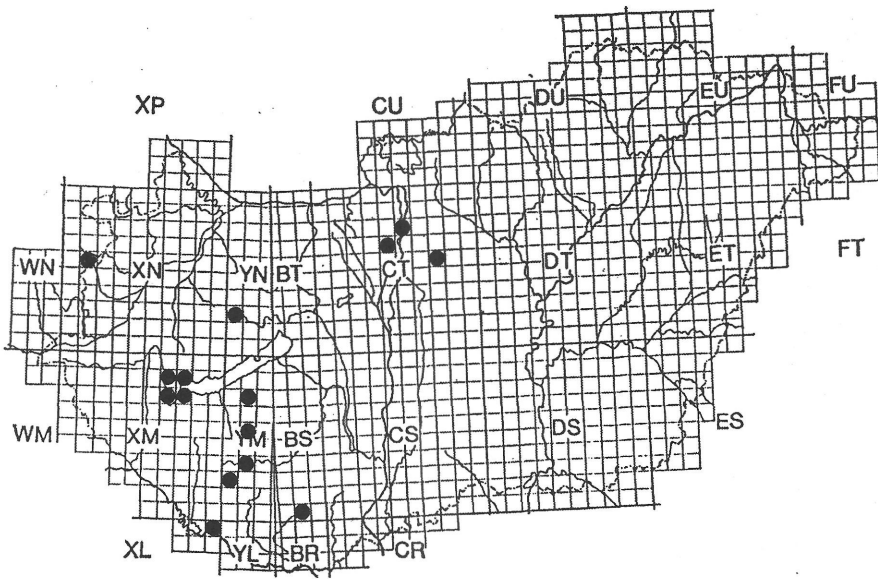 XP CU DU EU FU
WN XN YN BT CT DT ET FT
WM XM YM BS CS DS ES
XL YL BR CR